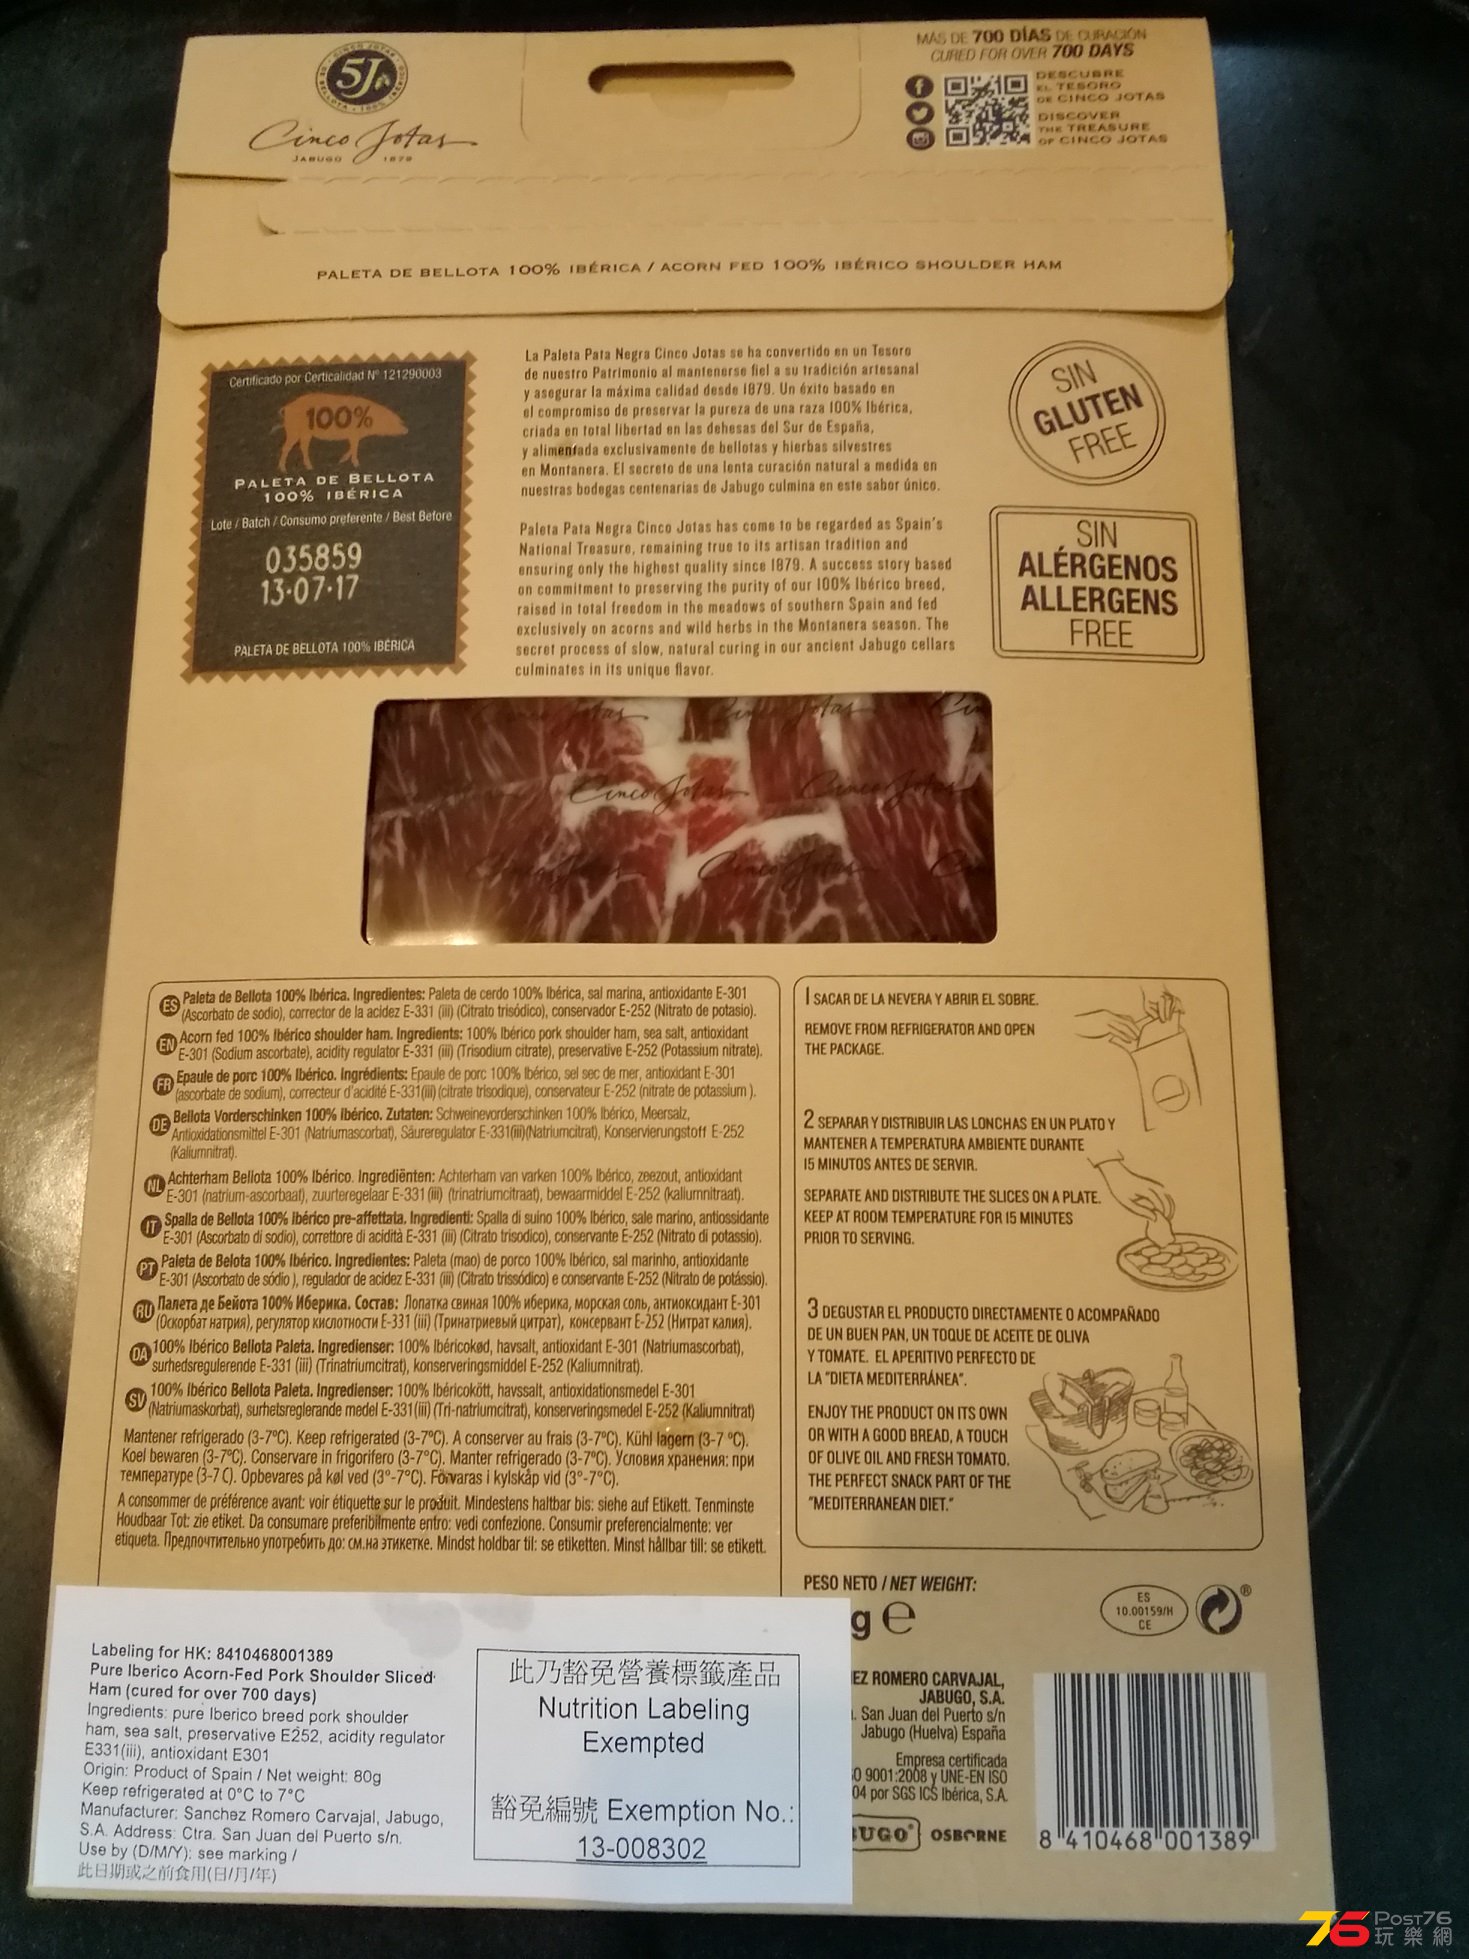 5J
Cinco Jotas
JABUGO 1879
MÁS DE 700 DÍAS DE CURACIÓN
CURED FOR OVER 700 DAYS
DESCUBRE
EL TESORO
DE CINCO JOTAS
DISCOVER
THE TREASURE
OF CINCO JOTAS
PALETA DE BELLOTA 100% IBÉRICA / ACORN FED 100% IBÉRICO SHOULDER HAM
Certificado por Certicalidad Nº 121290003
100%
PALETA DE BELLOTA
100% IBÉRICA
Lote / Batch / Consumo preferente / Best Before
035859
13·07·17
PALETA DE BELLOTA 100% IBÉRICA
La Paleta Pata Negra Cinco Jotas se ha convertido en un Tesoro
de nuestro Patrimonio al mantenerse fiel a su tradición artesanal
y asegurar la máxima calidad desde 1879. Un éxito basado en
el compromiso de preservar la pureza de una raza 100% Ibérica,
criada en total libertad en las dehesas del Sur de España,
y alimentada exclusivamente de bellotas y hierbas silvestres
en Montanera. El secreto de una lenta curación natural a medida en
nuestras bodegas centenarias de Jabugo culmina en este sabor único.
Paleta Pata Negra Cinco Jotas has come to be regarded as Spain's
National Treasure, remaining true to its artisan tradition and
ensuring only the highest quality since 1879. A success story based
on commitment to preserving the purity of our 100% Ibérico breed,
raised in total freedom in the meadows of southern Spain and fed
exclusively on acorns and wild herbs in the Montanera season. The
secret process of slow, natural curing in our ancient Jabugo cellars
culminates in its unique flavor.
SIN
GLUTEN
FREE
SIN
ALÉRGENOS
ALLERGENS
FREE
Cinco Jotas
Cinco Jotas
Cinco Jotas
ES Paleta de Bellota 100% Ibérica. Ingredientes: Paleta de cerdo 100% Ibérica, sal marina, antioxidante E-301
(Ascorbato de sodio), corrector de la acidez E-331 (iii) (Citrato trisódico), conservador E-252 (Nitrato de potasio).
EN Acorn fed 100% Ibérico shoulder ham. Ingredients: 100% Ibérico pork shoulder ham, sea salt, antioxidant
E-301 (Sodium ascorbate), acidity regulator E-331 (iii) (Trisodium citrate), preservative E-252 (Potassium nitrate).
FR Epaule de porc 100% Ibérico. Ingrédients: Epaule de porc 100% Ibérico, sel sec de mer, antioxidant E-301
(ascorbate de sodium), correcteur d'acidité E-331(iii) (citrate trisodique), conservateur E-252 (nitrate de potassium ).
DE Bellota Vorderschinken 100% Ibérico. Zutaten: Schweinevorderschinken 100% Ibérico, Meersalz,
Antioxidationsmittel E-301 (Natriumascorbat), Säureregulator E-331(iii)(Natriumcitrat), Konservierungstoff E-252
(Kaliumnitrat).
NL Achterham Bellota 100% Ibérico. Ingrediënten: Achterham van varken 100% Ibérico, zeezout, antioxidant
E-301 (natrium-ascorbaat), zuurteregelaar E-331 (iii) (trinatriumcitraat), bewaarmiddel E-252 (kaliumnitraat).
IT Spalla de Bellota 100% Ibérico pre-affettata. Ingredienti: Spalla di suino 100% Ibérico, sale marino, antiossidante
E-301 (Ascorbato di sodio), correttore di acidità E-331 (iii) (Citrato trisodico), conservante E-252 (Nitrato di potassio).
PT Paleta de Belota 100% Ibérico. Ingredientes: Paleta (mao) de porco 100% Ibérico, sal marinho, antioxidante
E-301 (Ascorbato de sódio ), regulador de acidez E-331 (iii) (Citrato trissódico) e conservante E-252 (Nitrato de potássio).
RU Палета де Бейота 100% Иберика. Состав: Лопатка свиная 100% иберика, морская соль, антиоксидант Е-301
(Оскорбат натрия), регулятор кислотности Е-331 (iii) (Тринатриевый цитрат), консервант Е-252 (Нитрат калия).
DA 100% Ibérico Bellota Paleta. Ingredienser: 100% Ibéricokød, havsalt, antioxidant E-301 (Natriumascorbat),
surhedsregulerende E-331 (iii) (Trinatriumcitrat), konserveringsmiddel E-252 (Kaliumnitrat).
SV 100% Ibérico Bellota Paleta. Ingredienser: 100% Ibéricokött, havssalt, antioxidationsmedel E-301
(Natriumaskorbat), surhetsreglerande medel E-331(iii) (Tri-natriumcitrat), konserveringsmedel E-252 (Kaliumnitrat)
Mantener refrigerado (3-7ºC). Keep refrigerated (3-7ºC). A conserver au frais (3-7ºC). Kühl lagern (3-7 ºC).
Koel bewaren (3-7ºC). Conservare in frigorifero (3-7ºC). Manter refrigerado (3-7ºC). Условия хранения: при
температуре (3-7 С). Opbevares på køl ved (3º-7ºC). Förvaras i kylskåp vid (3º-7ºC).
A consommer de préférence avant: voir étiquette sur le produit. Mindestens haltbar bis: siehe auf Etikett. Tenminste
Houdbaar Tot: zie etiket. Da consumare preferibilmente entro: vedi confezione. Consumir preferencialmente: ver
etiqueta. Предпочтительно употребить до: см.на этикетке. Mindst holdbar til: se etiketten. Minst hållbar till: se etikett.
1 SACAR DE LA NEVERA Y ABRIR EL SOBRE.
REMOVE FROM REFRIGERATOR AND OPEN
THE PACKAGE.
2 SEPARAR Y DISTRIBUIR LAS LONCHAS EN UN PLATO Y
MANTENER A TEMPERATURA AMBIENTE DURANTE
15 MINUTOS ANTES DE SERVIR.
SEPARATE AND DISTRIBUTE THE SLICES ON A PLATE.
KEEP AT ROOM TEMPERATURE FOR 15 MINUTES
PRIOR TO SERVING.
3 DEGUSTAR EL PRODUCTO DIRECTAMENTE O ACOMPAÑADO
DE UN BUEN PAN, UN TOQUE DE ACEITE DE OLIVA
Y TOMATE. EL APERITIVO PERFECTO DE
LA "DIETA MEDITERRÁNEA".
ENJOY THE PRODUCT ON ITS OWN
OR WITH A GOOD BREAD, A TOUCH
OF OLIVE OIL AND FRESH TOMATO.
THE PERFECT SNACK PART OF THE
"MEDITERRANEAN DIET."
PESO NETO / NET WEIGHT:
g e
ES
10.00159/H
CE
®
EZ ROMERO CARVAJAL,
JABUGO, S.A.
. San Juan del Puerto s/n
Jabugo (Huelva) España
Empresa certificada
O 9001:2008 y UNE-EN ISO
04 por SGS ICS Ibérica, S.A.
BUGO® OSBORNE
8 410468 001389
Labeling for HK: 8410468001389
Pure Iberico Acorn-Fed Pork Shoulder Sliced
Ham (cured for over 700 days)
Ingredients: pure Iberico breed pork shoulder
ham, sea salt, preservative E252, acidity regulator
E331(iii), antioxidant E301
Origin: Product of Spain / Net weight: 80g
Keep refrigerated at 0°C to 7°C
Manufacturer: Sanchez Romero Carvajal, Jabugo,
S.A. Address: Ctra. San Juan del Puerto s/n.
Use by (D/M/Y): see marking /
此日期或之前食用(日/月/年)
此乃豁免營養標籤產品
Nutrition Labeling
Exempted
豁免編號 Exemption No.:
13-008302
76 POST76
玩樂網